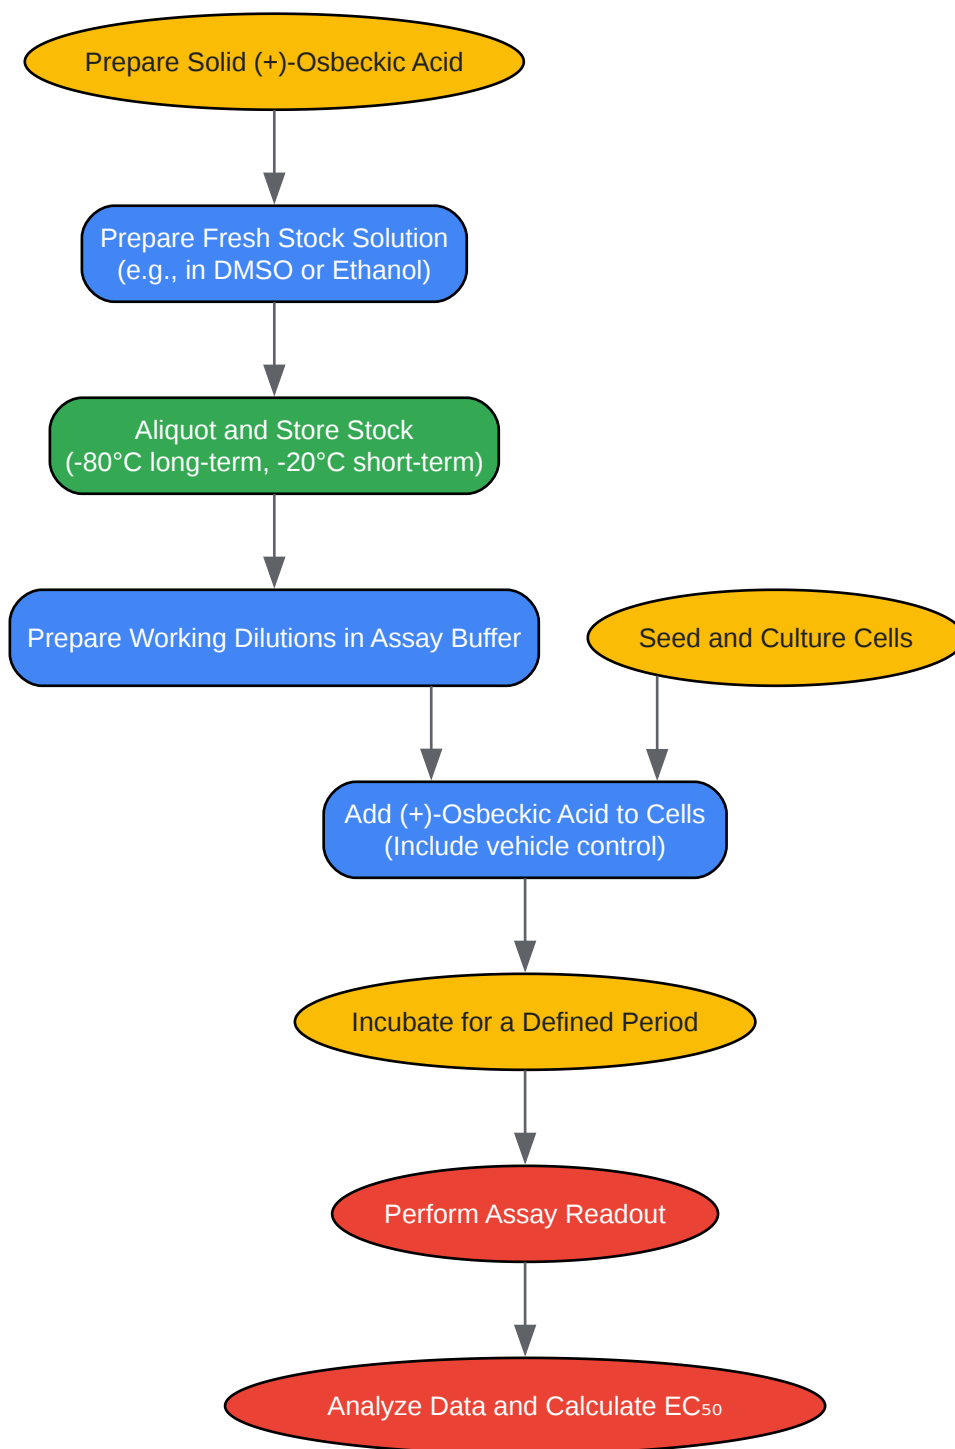 Prepare Solid (+)-Osbeckic Acid
Prepare Fresh Stock Solution
(e.g., in DMSO or Ethanol)
Aliquot and Store Stock
(-80°C long-term, -20°C short-term)
Prepare Working Dilutions in Assay Buffer
Seed and Culture Cells
Add (+)-Osbeckic Acid to Cells
(Include vehicle control)
Incubate for a Defined Period
Perform Assay Readout
Analyze Data and Calculate EC₅₀